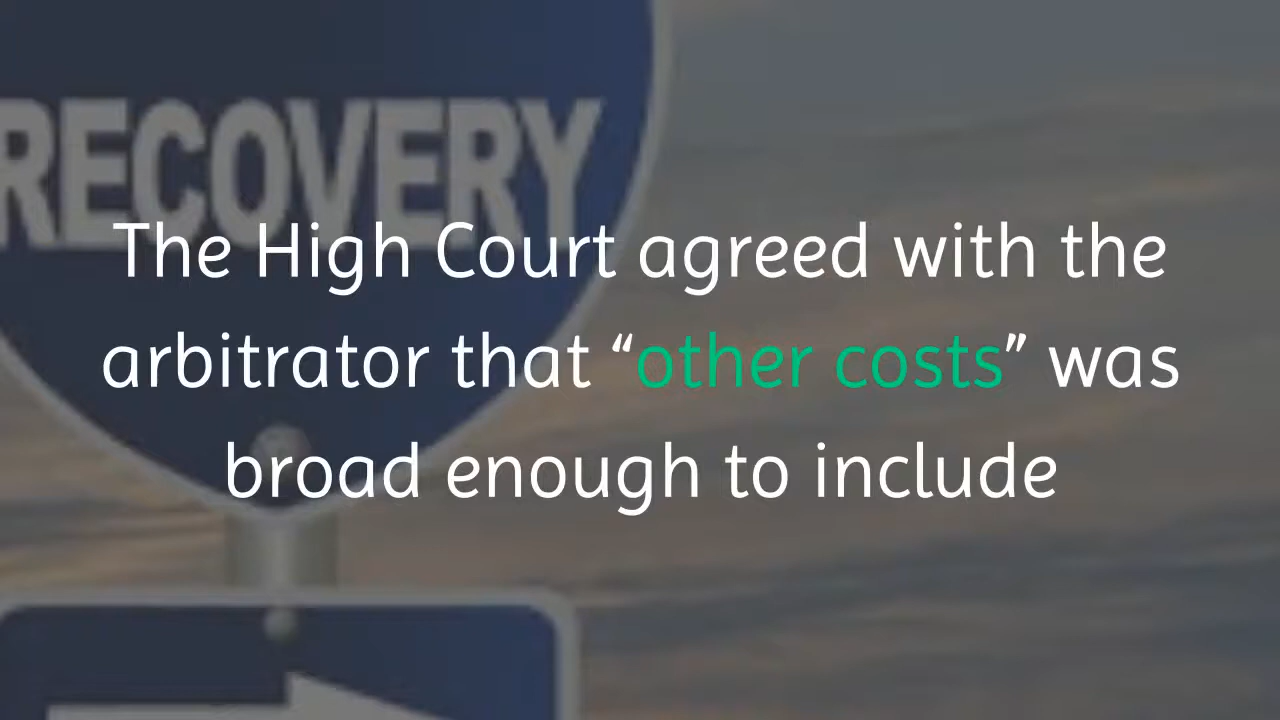 RECOVERY
The High Court agreed with the
arbitrator that “other costs” was
broad enough to include